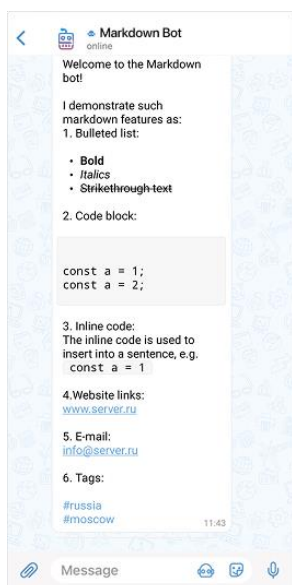 Markdown Bot
online
Welcome to the Markdown
bot!
I demonstrate such
markdown features as:
1. Bulleted list:
• Bold
• Italics
• Strikethrough text
2. Code block:
const a = 1;
const a = 2;
3. Inline code:
The inline code is used to
insert into a sentence, e.g.
const a = 1
4.Website links:
www.server.ru
5. E-mail:
info@server.ru
6. Tags:
#russia
#moscow
11:43
Message